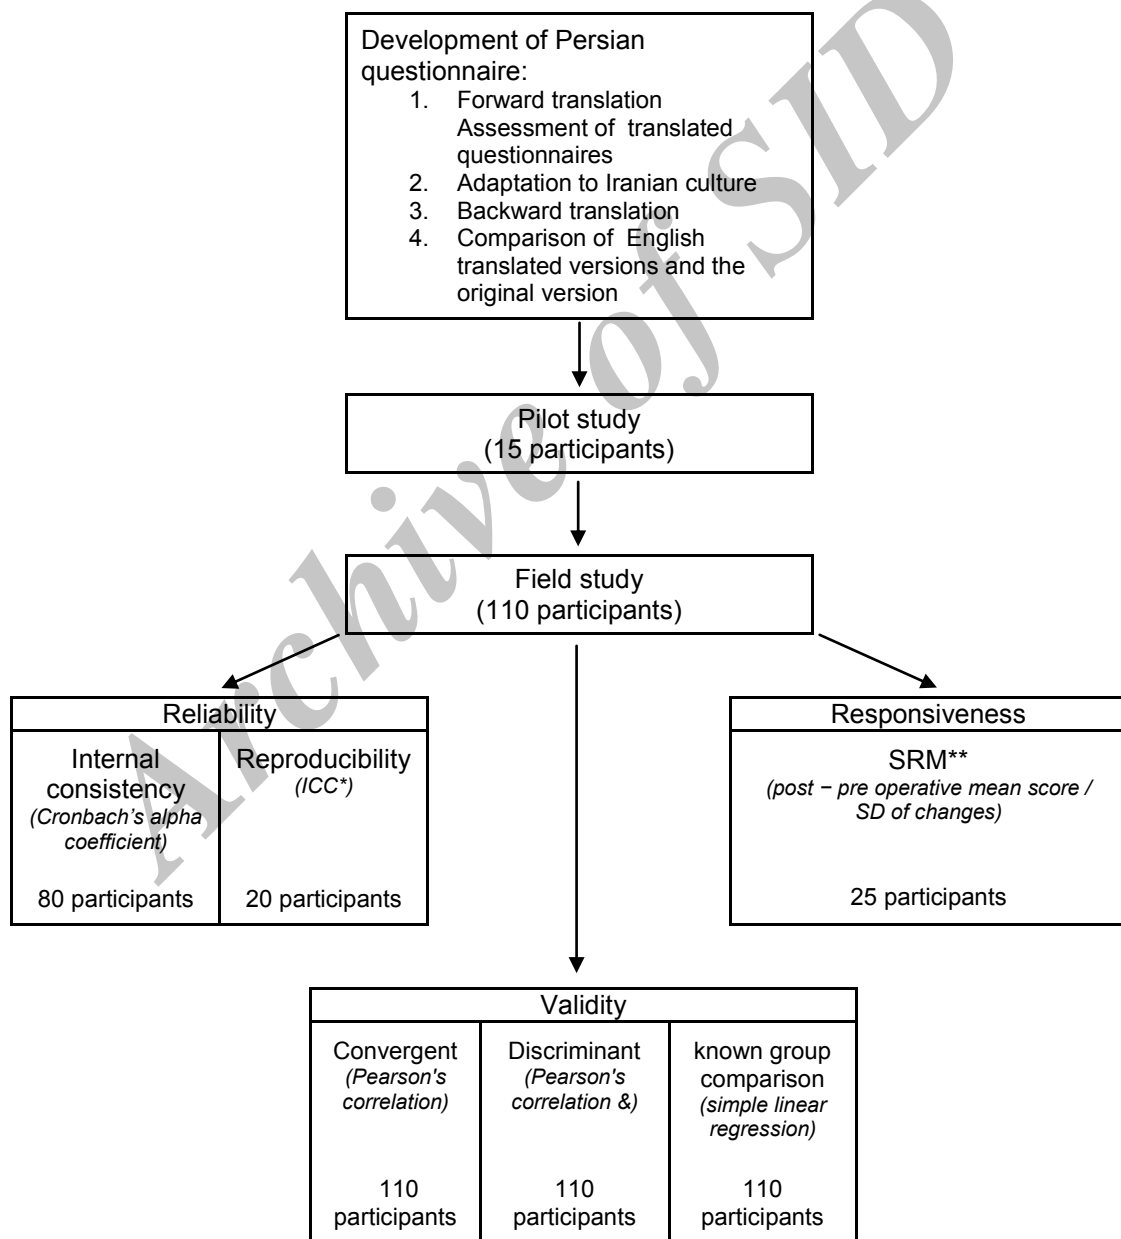 Development of Persian
questionnaire:
1. Forward translation
Assessment of translated
questionnaires
2. Adaptation to Iranian culture
3. Backward translation
4. Comparison of English
translated versions and the
original version
Pilot study
(15 participants)
Field study
(110 participants)
Reliability
Internal
consistency
(Cronbach's alpha
coefficient)
80 participants
Reproducibility
(ICC*)
20 participants
Responsiveness
SRM**
(post − pre operative mean score /
SD of changes)
25 participants
Validity
Convergent
(Pearson's
correlation)
110
participants
Discriminant
(Pearson's
correlation &)
110
participants
known group
comparison
(simple linear
regression)
110
participants
Archive of SID